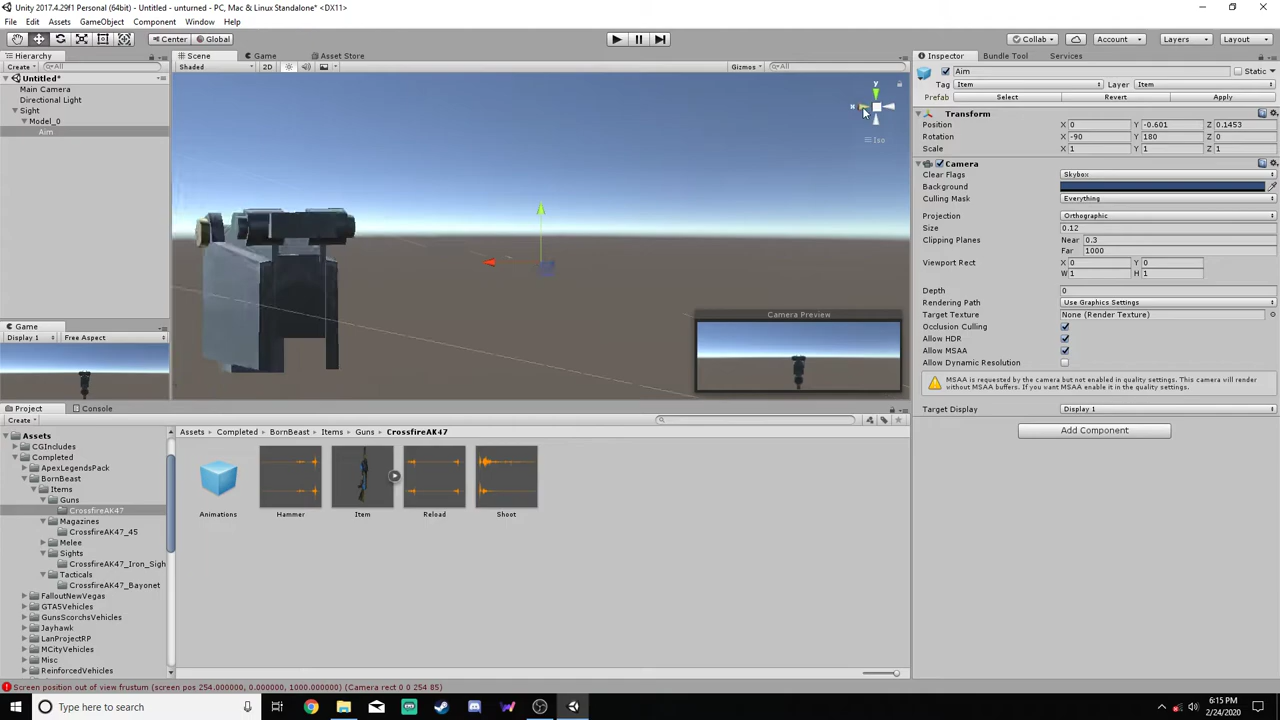 Unity 2017.4.29f1 Personal (64bit) - Untitled - unturned - PC, Mac & Linux Standalone* <DX11>
File Edit Assets GameObject Component Window Help
Center Global Collab Account Layers Layout
Hierarchy Scene Game Asset Store Inspector Bundle Tool Services
Create All Shaded 2D Gizmos All Aim Static
Untitled* Tag Item Layer Item
Main Camera Prefab Select Revert Apply
Directional Light
Sight Transform
Model_0 Position X 0 Y -0.601 Z 0.1453
Aim Rotation X -90 Y 180 Z 0
Scale X 1 Y 1 Z 1
y
x
Iso
Camera
Clear Flags Skybox
Background
Culling Mask Everything
Projection Orthographic
Size 0.12
Clipping Planes Near 0.3
Far 1000
Viewport Rect X 0 Y 0
W 1 H 1
Depth 0
Rendering Path Use Graphics Settings
Target Texture None (Render Texture)
Occlusion Culling
Allow HDR
Allow MSAA
Allow Dynamic Resolution
MSAA is requested by the camera but not enabled in quality settings. This camera will render
without MSAA buffers. If you want MSAA enable it in the quality settings.
Target Display Display 1
Add Component
Camera Preview
Game
Display 1 Free Aspect
Project Console
Create
Assets
CGIncludes
Completed
ApexLegendsPack
BornBeast
Items
Guns
CrossfireAK47
Magazines
CrossfireAK47_45
Melee
Sights
CrossfireAK47_Iron_Sigh
Tacticals
CrossfireAK47_Bayonet
FalloutNewVegas
GTA5Vehicles
GunsScorchsVehicles
Jayhawk
LanProjectRP
MCityVehicles
Misc
ReinforcedVehicles
Assets Completed BornBeast Items Guns CrossfireAK47
Animations Hammer Item Reload Shoot
Screen position out of view frustum (screen pos 254.000000, 0.000000, 1000.000000) (Camera rect 0 0 254 85)
Type here to search
6:15 PM
2/24/2020